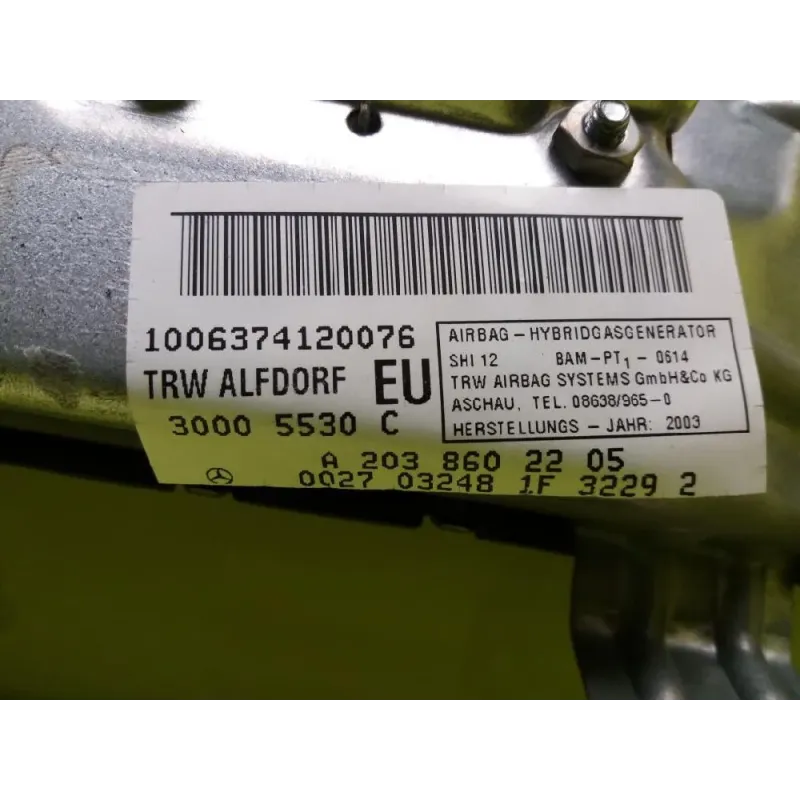 1006374120076
TRW ALFDORF EU
30005 5530 C
AIRBAG - HYBRIDGASGENERATOR
SHI 12 BAM-PT1 - 0614
TRW AIRBAG SYSTEMS GmbH&Co KG
ASCHAU, TEL. 08638/965-0
HERSTELLUNGS - JAHR: 2003
A 203 860 22 05
0027 03248 1F 3229 2